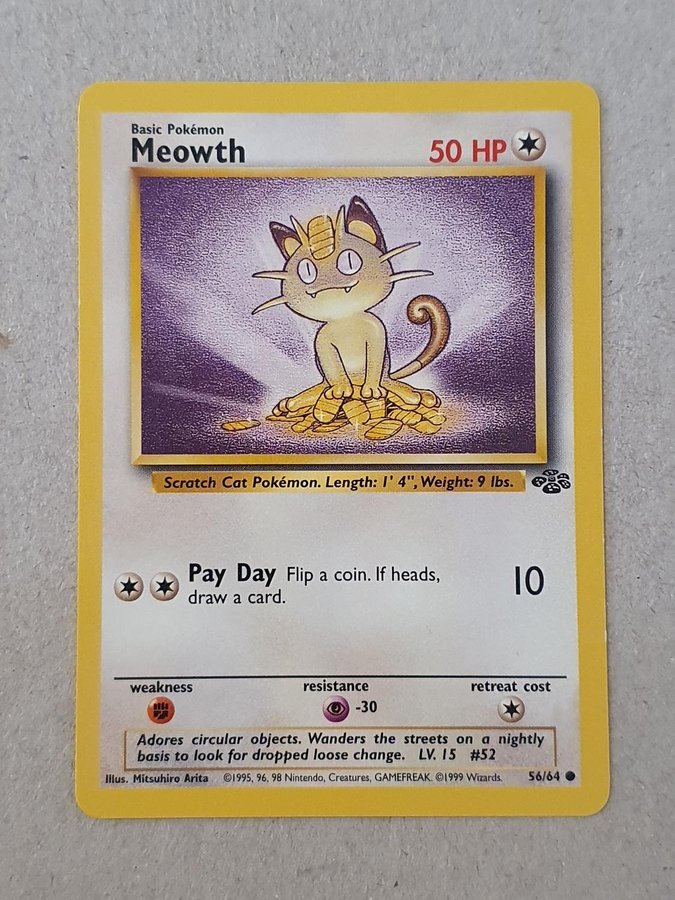 Basic Pokémon
Meowth
50 HP
Scratch Cat Pokémon. Length: 1' 4", Weight: 9 lbs.
Pay Day Flip a coin. If heads,
draw a card.
10
weakness
resistance
retreat cost
-30
Adores circular objects. Wanders the streets on a nightly
basis to look for dropped loose change. LV. 15 #52
Illus. Mitsuhiro Arita ©1995, 96, 98 Nintendo, Creatures, GAMEFREAK. ©1999 Wizards. 56/64